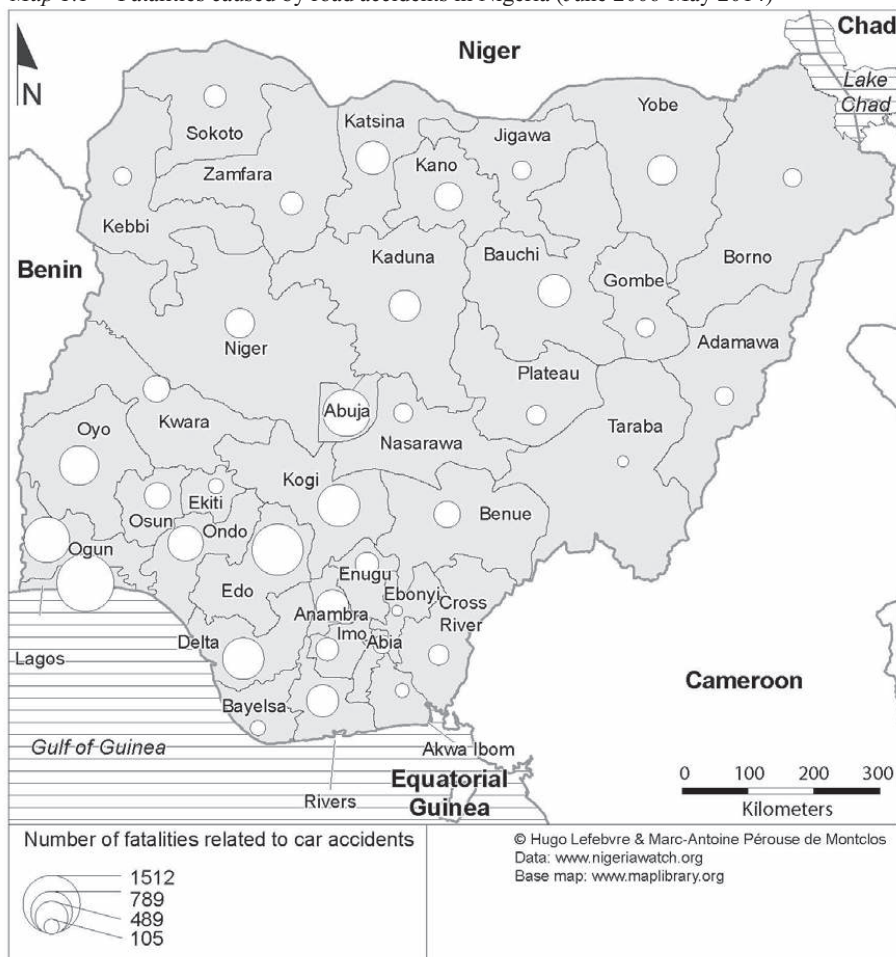 Map 1.1 Fatalities caused by road accidents in Nigeria (June 2006-May 2014)
Chad
Niger
Lake
Chad
N
Yobe
Sokoto
Katsina
Jigawa
Kano
Zamfara
Kebbi
Kaduna
Bauchi
Borno
Benin
Gombe
Niger
Adamawa
Plateau
Abuja
Taraba
Kwara
Oyo
Nasarawa
Kogi
Ekiti
Osun
Benue
Ondo
Ogun
Enugu
Edo
Ebonyi
Cross
River
Anambra
Imo
Abia
Delta
Lagos
Cameroon
Bayelsa
Gulf of Guinea
Akwa Ibom
Equatorial
Guinea
Rivers
0 100 200 300
Kilometers
Number of fatalities related to car accidents
1512
789
489
105
© Hugo Lefebvre & Marc-Antoine Pérouse de Montclos
Data: www.nigeriawatch.org
Base map: www.maplibrary.org